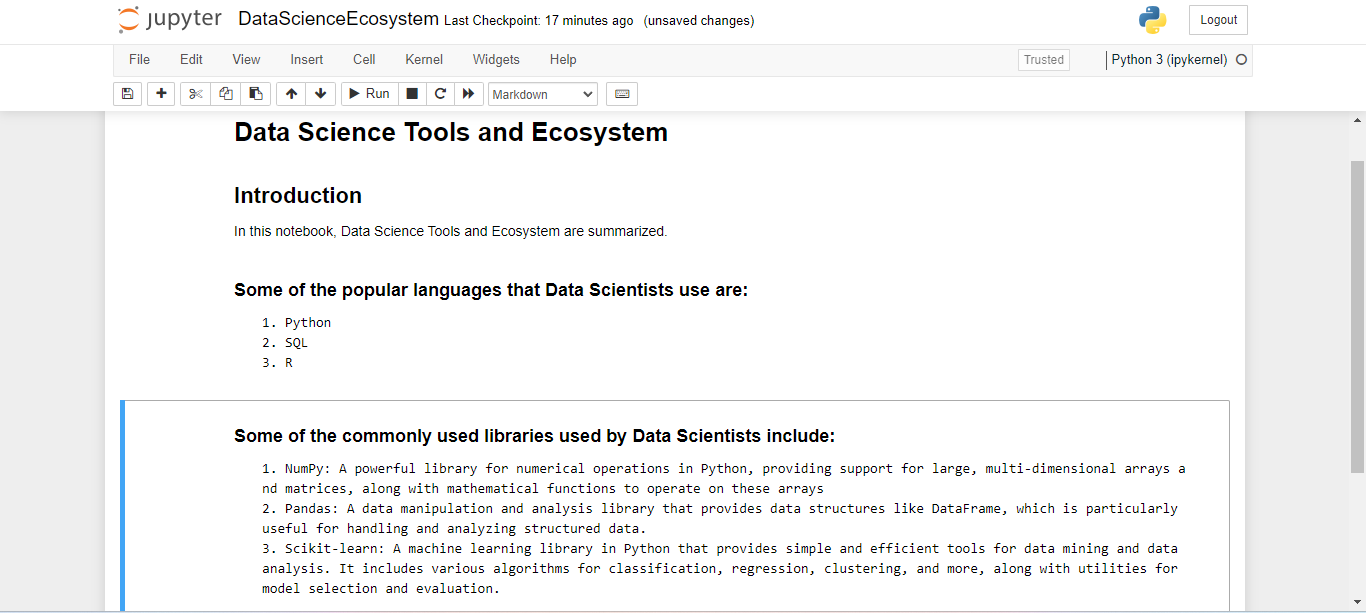 jupyter DataScienceEcosystem Last Checkpoint: 17 minutes ago (unsaved changes) Logout
File Edit View Insert Cell Kernel Widgets Help Trusted Python 3 (ipykernel)
Run Markdown
Data Science Tools and Ecosystem
Introduction
In this notebook, Data Science Tools and Ecosystem are summarized.
Some of the popular languages that Data Scientists use are:
1. Python
2. SQL
3. R
Some of the commonly used libraries used by Data Scientists include:
1. NumPy: A powerful library for numerical operations in Python, providing support for large, multi-dimensional arrays a
nd matrices, along with mathematical functions to operate on these arrays
2. Pandas: A data manipulation and analysis library that provides data structures like DataFrame, which is particularly
useful for handling and analyzing structured data.
3. Scikit-learn: A machine learning library in Python that provides simple and efficient tools for data mining and data
analysis. It includes various algorithms for classification, regression, clustering, and more, along with utilities for
model selection and evaluation.